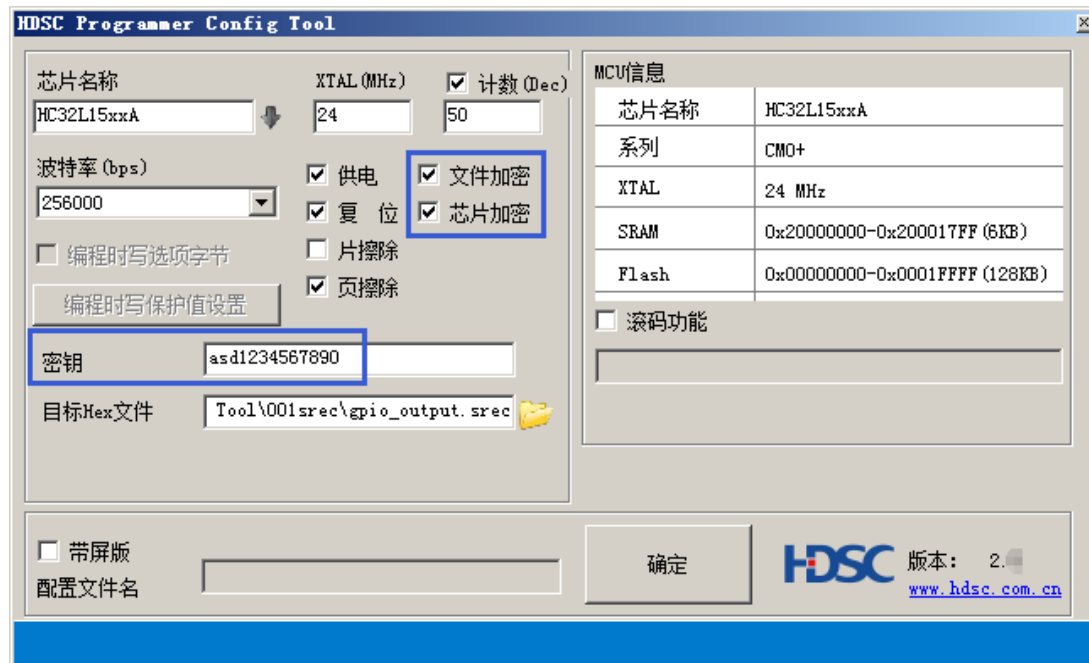 HDSC Programmer Config Tool
芯片名称
XTAL(MHz)
计数(Dec)
HC32L15xxA
24
50
波特率(bps)
256000
供电
文件加密
复 位
芯片加密
片擦除
页擦除
编程时写选项字节
编程时写保护值设置
密钥
asd1234567890
目标Hex文件
Tool\001srec\gpio_output.srec
MCU信息
芯片名称 HC32L15xxA
系列 CM0+
XTAL 24 MHz
SRAM 0x20000000-0x200017FF(6KB)
Flash 0x00000000-0x0001FFFF(128KB)
滚码功能
带屏版
配置文件名
确定
HDSC
版本: 2.
www.hdsc.com.cn